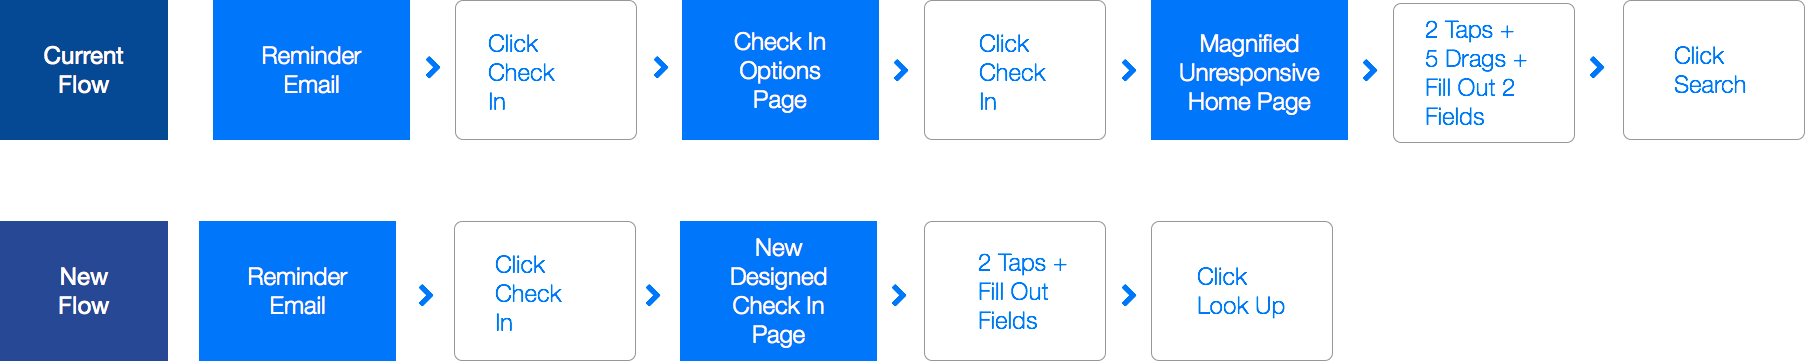 Current
Flow
Reminder
Email
Click
Check
In
Check In
Options
Page
Click
Check
In
Magnified
Unresponsive
Home Page
2 Taps +
5 Drags +
Fill Out 2
Fields
Click
Search
New
Flow
Reminder
Email
Click
Check
In
New
Designed
Check In
Page
2 Taps +
Fill Out
Fields
Click
Look Up